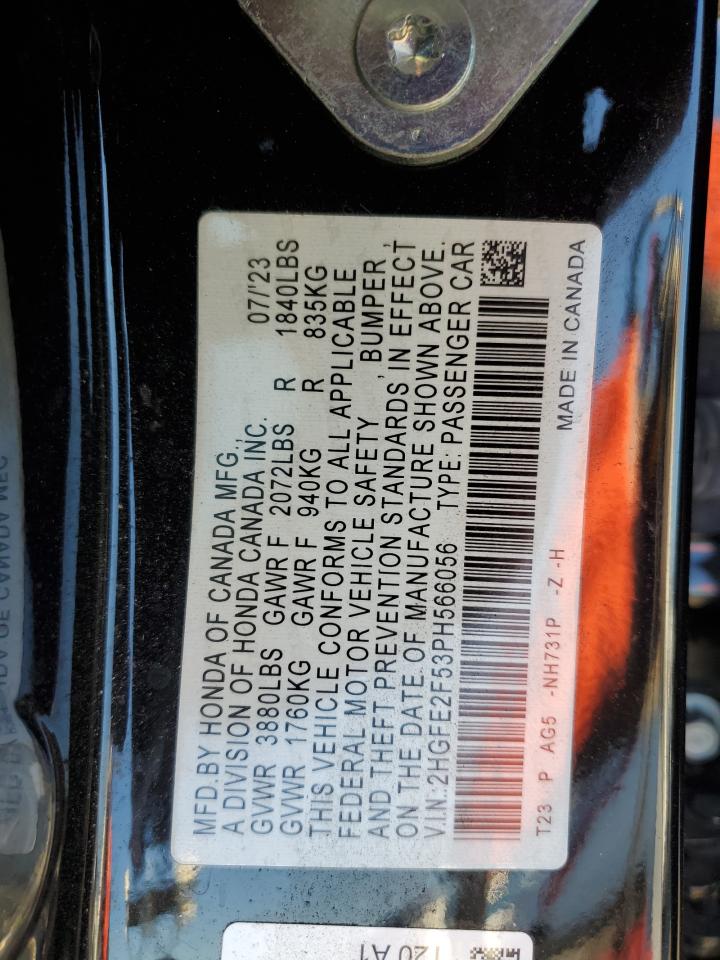 MFD.BY HONDA OF CANADA MFG.,
A DIVISION OF HONDA CANADA INC. 07/'23
GVWR 3880LBS GAWR F 2072LBS R 1840LBS
GVWR 1760KG GAWR F 940KG R 835KG
THIS VEHICLE CONFORMS TO ALL APPLICABLE
FEDERAL MOTOR VEHICLE SAFETY , BUMPER ,
AND THEFT PREVENTION STANDARDS IN EFFECT
ON THE DATE OF MANUFACTURE SHOWN ABOVE.
V.I.N:2HGFE2F53PH566056 TYPE: PASSENGER CAR
T23 P AG5 -NH731P -Z -H
MADE IN CANADA
120 A1